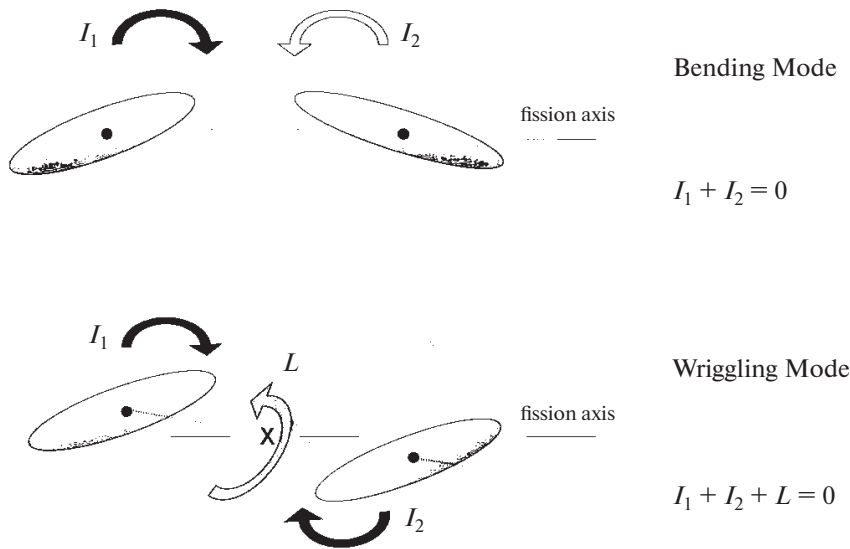 I₁
I₂
Bending Mode
fission axis
I₁ + I₂ = 0
I₁
L
Wriggling Mode
fission axis
X
I₁ + I₂ + L = 0
I₂